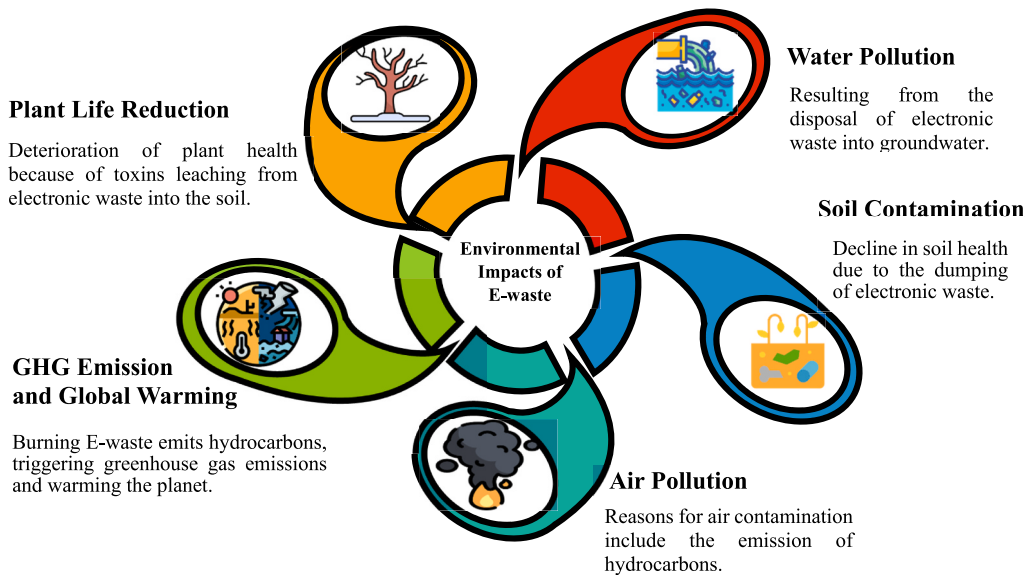 Environmental
Impacts of
E-waste
Water Pollution
Resulting from the
disposal of electronic
waste into groundwater.
Soil Contamination
Decline in soil health
due to the dumping
of electronic waste.
Air Pollution
Reasons for air contamination
include the emission of
hydrocarbons.
GHG Emission
and Global Warming
Burning E-waste emits hydrocarbons,
triggering greenhouse gas emissions
and warming the planet.
Plant Life Reduction
Deterioration of plant health
because of toxins leaching from
electronic waste into the soil.